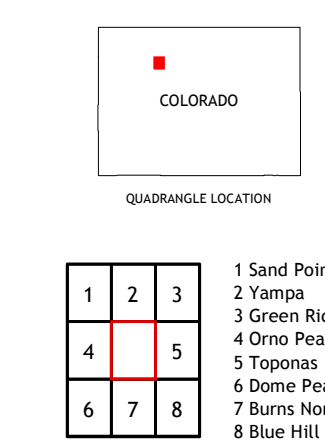 COLORADO
QUADRANGLE LOCATION
1 2 3
4 5
6 7 8
1 Sand Poin
2 Yampa
3 Green Ri
4 Orno Pea
5 Toponas
6 Dome Pea
7 Burns Nor
8 Blue Hill